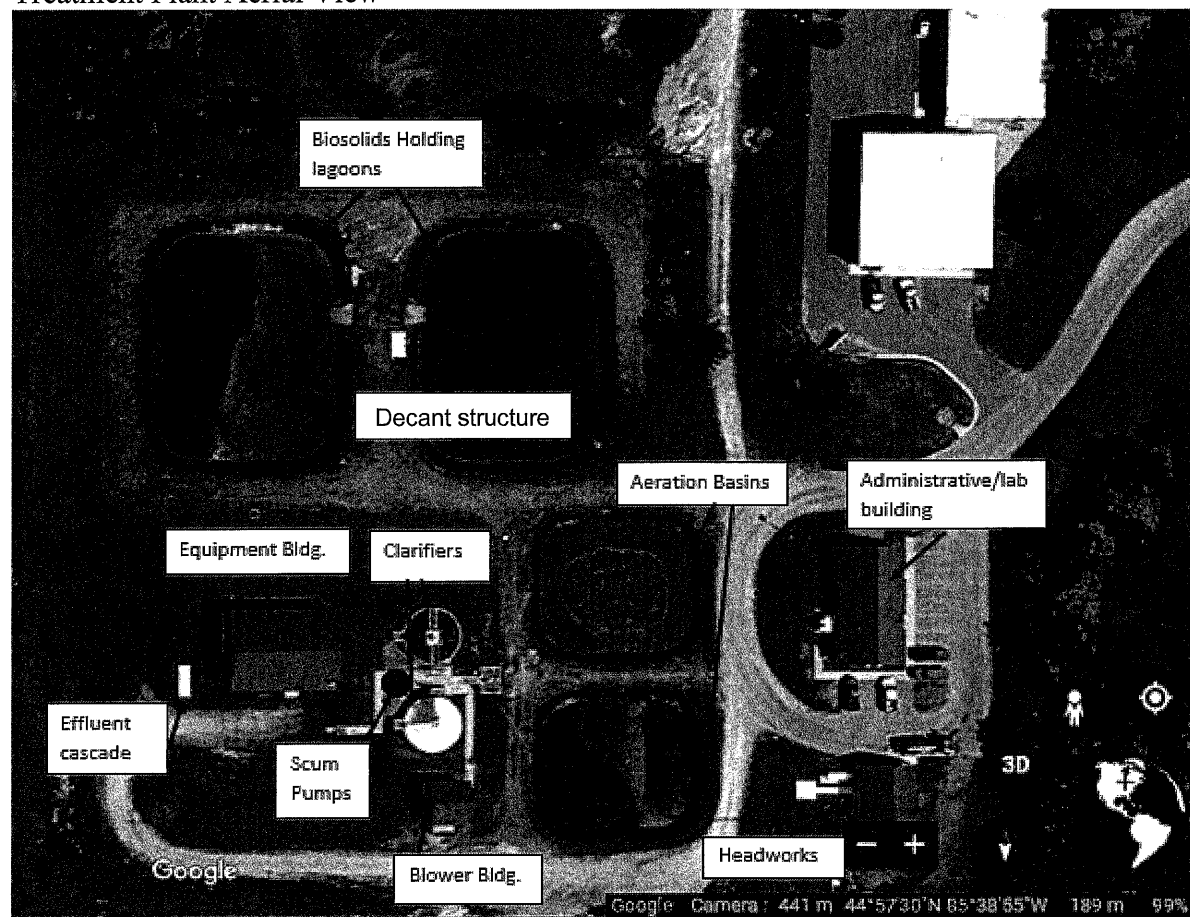 Treatment Plant Aerial View
Biosolids Holding
lagoons
Decant structure
Aeration Basins
Administrative/lab
building
Equipment Bldg.
Clarifiers
Effluent
cascade
Scum
Pumps
3D
Headworks
Blower Bldg.
Google
Google Camera : 441 m 44°57'30"N 85°38'55"W 189 m 99%